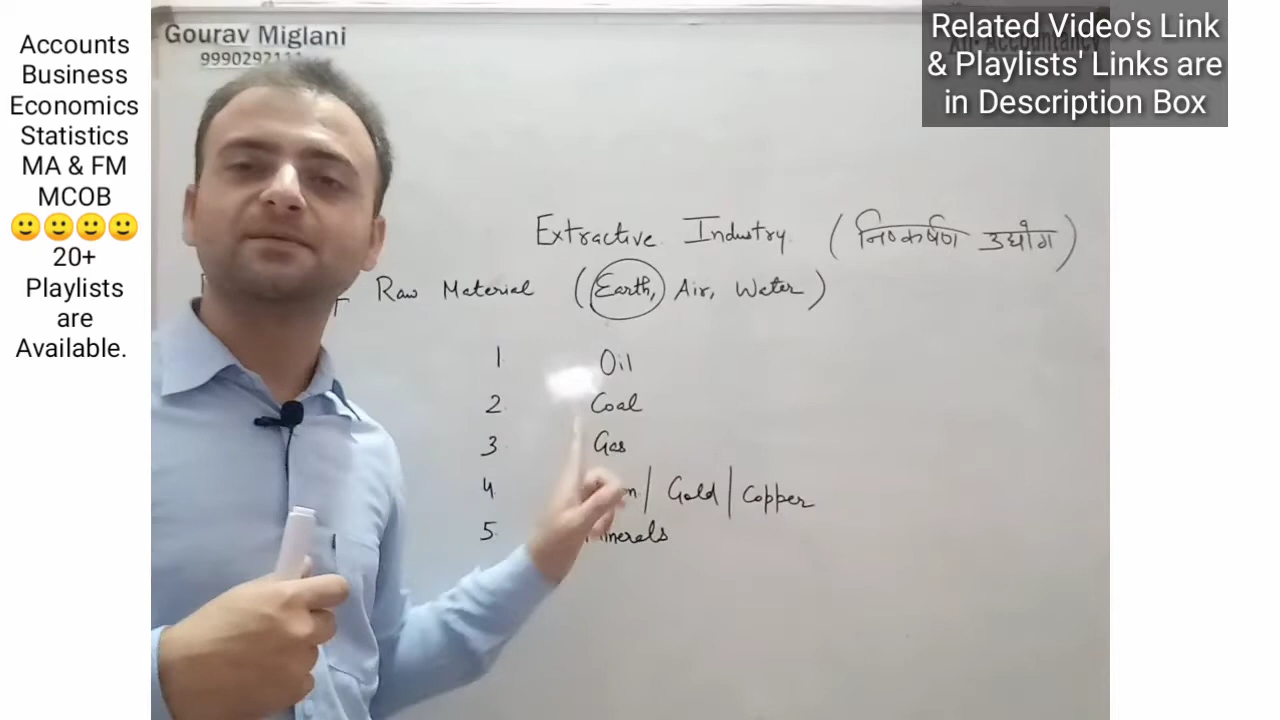 Accounts
Business
Economics
Statistics
MA & FM
MCOB
🙂🙂🙂🙂
20+
Playlists
are
Available.
Gourav Miglani
Related Video's Link
& Playlists' Links are
in Description Box
Extractive Industry (निष्कर्षण उद्योग)
Raw Material (Earth, Air, Water)
1. Oil
2. Coal
3. Gas
4 / Gold / Copper
5.